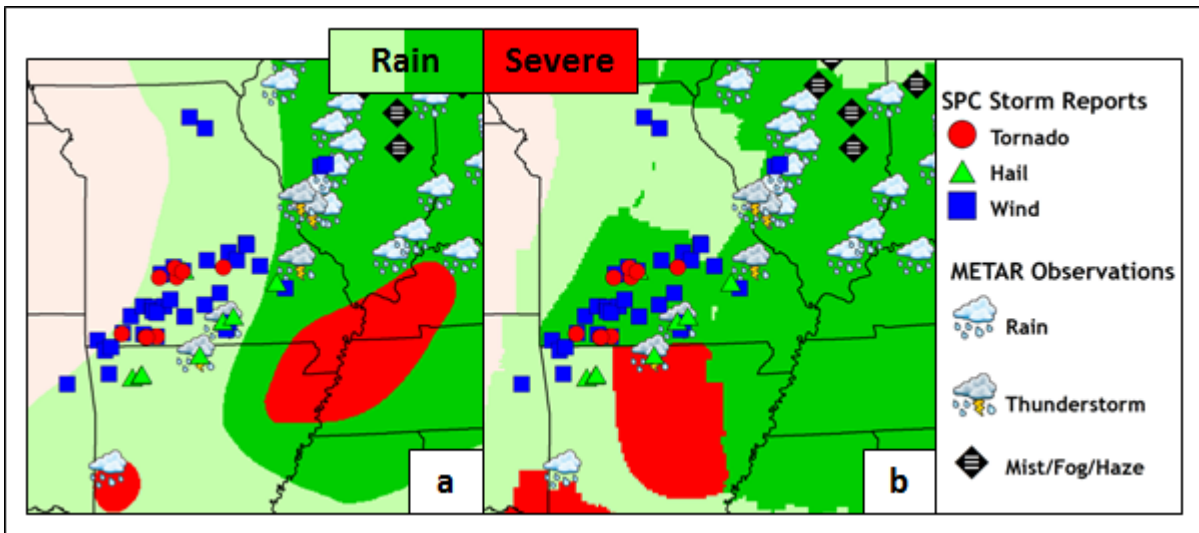 Rain Severe
SPC Storm Reports
Tornado
Hail
Wind
METAR Observations
Rain
Thunderstorm
Mist/Fog/Haze
a
b